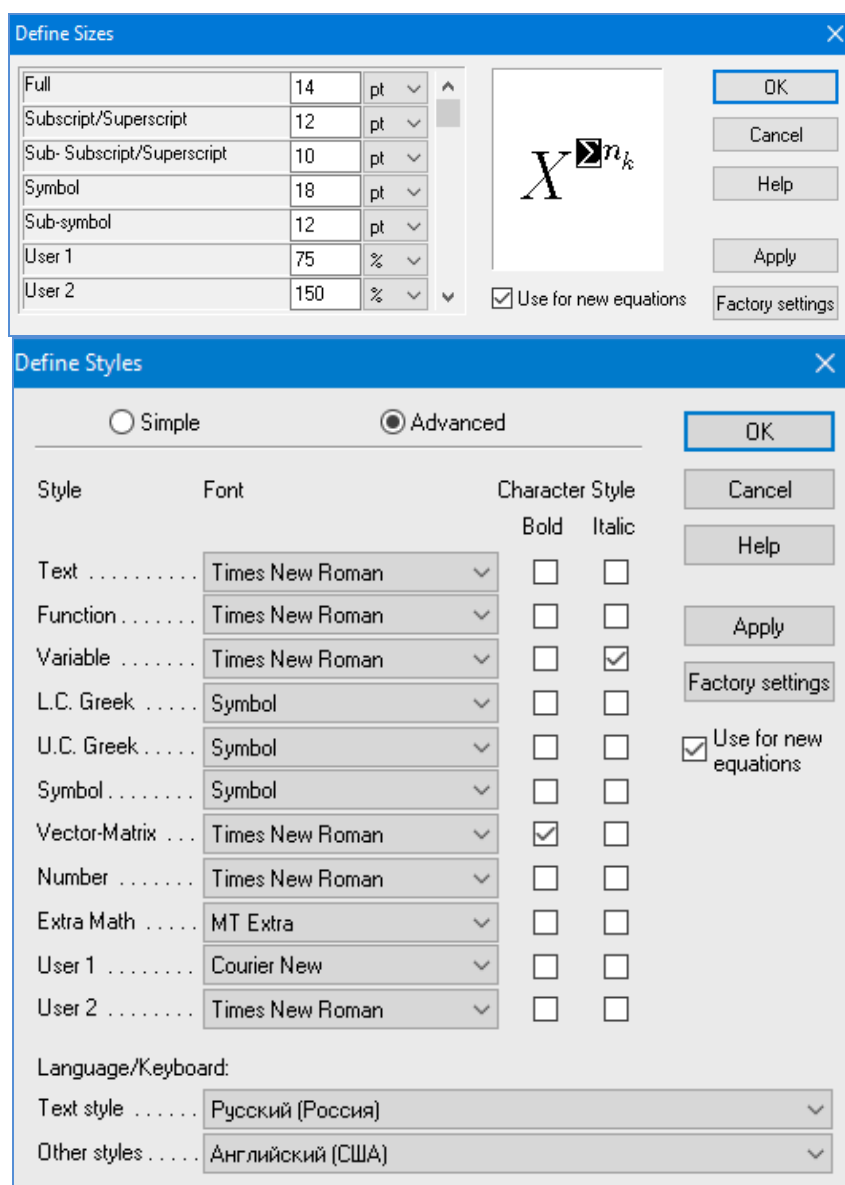 Define Sizes
Full 14 pt
Subscript/Superscript 12 pt
Sub- Subscript/Superscript 10 pt
Symbol 18 pt
Sub-symbol 12 pt
User 1 75 %
User 2 150 %
X Σ n k
Use for new equations
OK
Cancel
Help
Apply
Factory settings
Define Styles
Simple Advanced
Style Font Character Style
Bold Italic
Text .......... Times New Roman
Function ....... Times New Roman
Variable ....... Times New Roman
L.C. Greek ..... Symbol
U.C. Greek ..... Symbol
Symbol ........ Symbol
Vector-Matrix ... Times New Roman
Number ....... Times New Roman
Extra Math ..... MT Extra
User 1 ........ Courier New
User 2 ........ Times New Roman
OK
Cancel
Help
Apply
Factory settings
Use for new
equations
Language/Keyboard:
Text style ...... Русский (Россия)
Other styles ..... Английский (США)